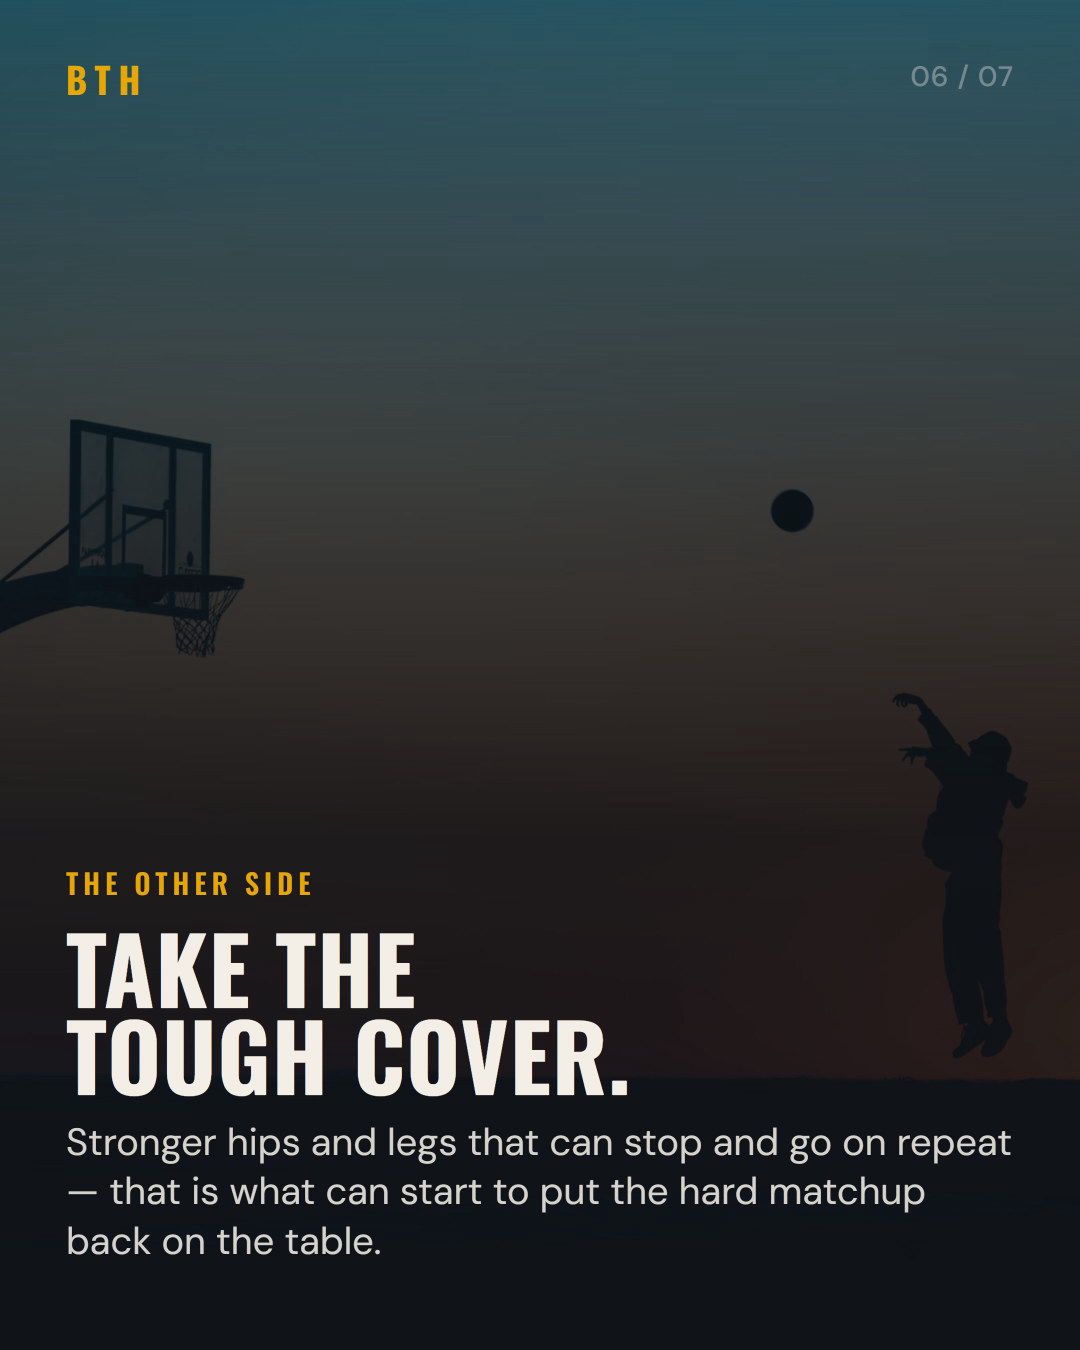 BTH
06 / 07
THE OTHER SIDE
TAKE THE
TOUGH COVER.
Stronger hips and legs that can stop and go on repeat
— that is what can start to put the hard matchup
back on the table.